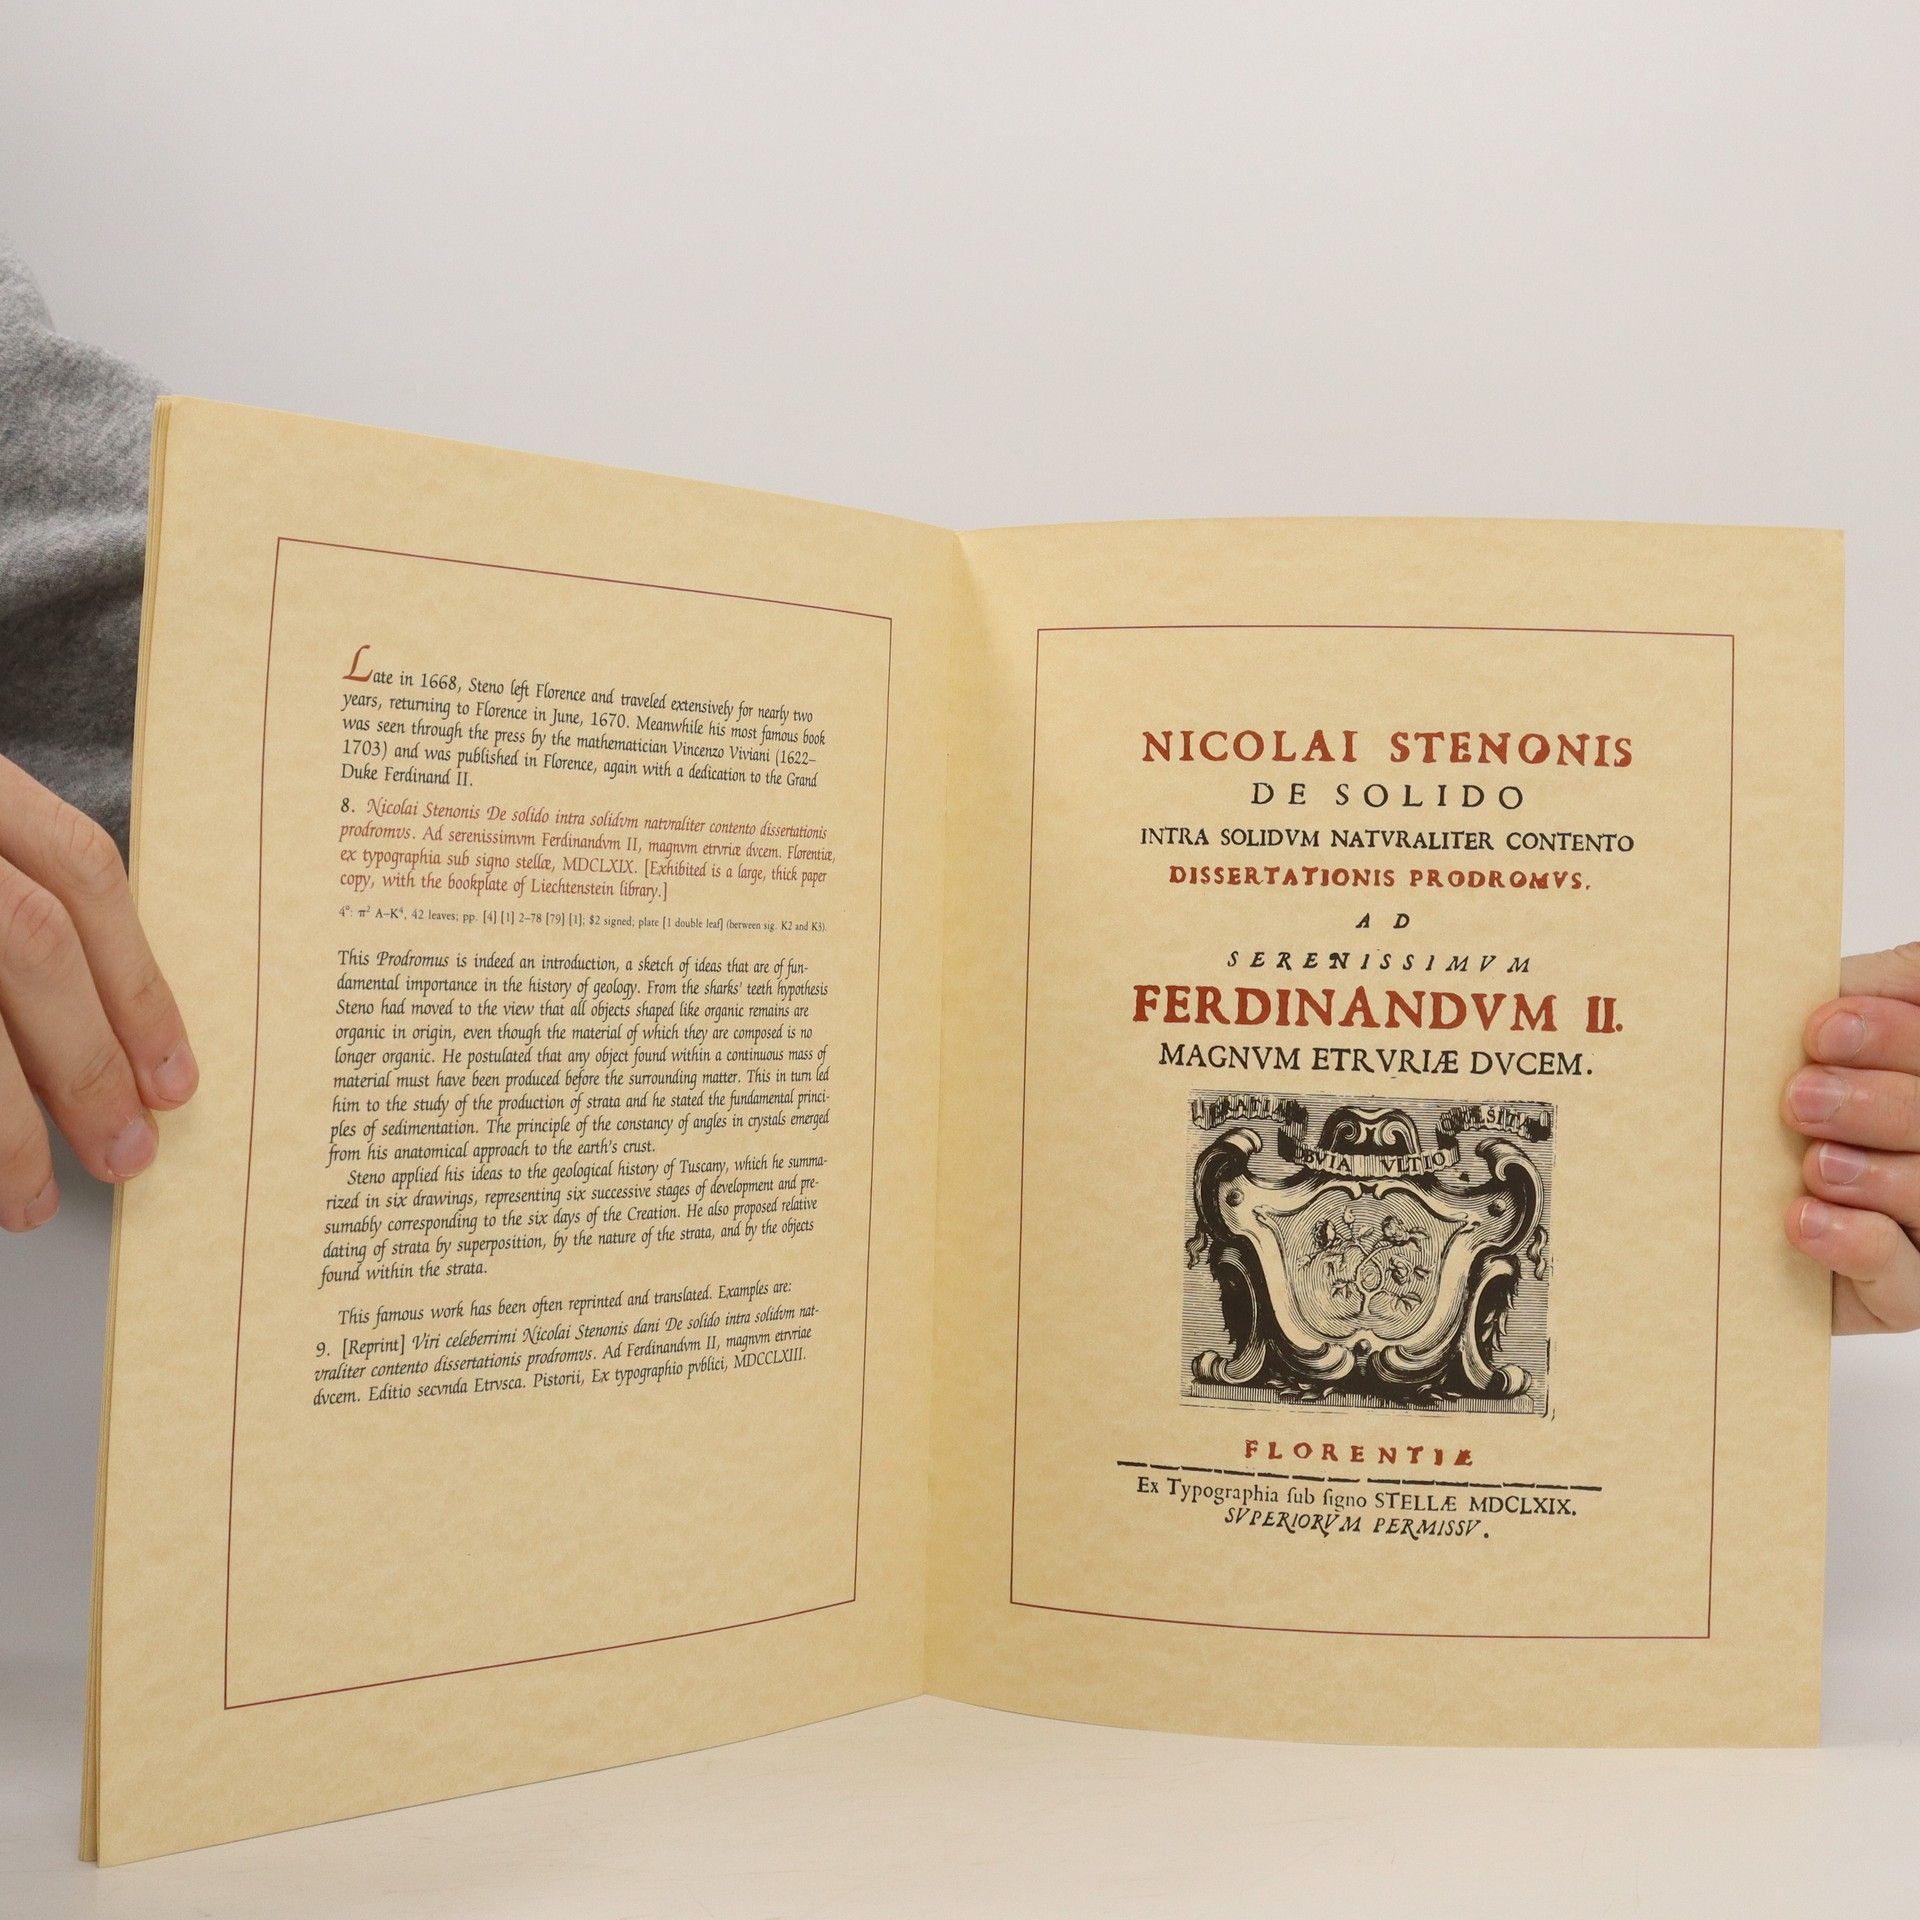 Late in 1668, Steno left Florence and traveled extensively for nearly two
years, returning to Florence in June, 1670. Meanwhile his most famous book
was seen through the press by the mathematician Vincenzo Viviani (1622–
1703) and was published in Florence, again with a dedication to the Grand
Duke Ferdinand II.
8. Nicolai Stenonis De solido intra solidvm natvraliter contento dissertationis
prodromvs. Ad serenissimvm Ferdinandvm II, magnvm etrvriæ dvcem. Florentiæ,
ex typographia sub signo stellæ, MDCLXIX. [Exhibited is a large, thick paper
copy, with the bookplate of Liechtenstein library.]
4°: π² A–K⁴, 42 leaves; pp. [4] [1] 2–78 [79] [1]; $2 signed; plate [1 double leaf] (between sig. K2 and K3).
This Prodromus is indeed an introduction, a sketch of ideas that are of fun-
damental importance in the history of geology. From the sharks' teeth hypothesis
Steno had moved to the view that all objects shaped like organic remains are
organic in origin, even though the material of which they are composed is no
longer organic. He postulated that any object found within a continuous mass of
material must have been produced before the surrounding matter. This in turn led
him to the study of the production of strata and he stated the fundamental princi-
ples of sedimentation. The principle of the constancy of angles in crystals emerged
from his anatomical approach to the earth's crust.
Steno applied his ideas to the geological history of Tuscany, which he summa-
rized in six drawings, representing six successive stages of development and pre-
sumably corresponding to the six days of the Creation. He also proposed relative
dating of strata by superposition, by the nature of the strata, and by the objects
found within the strata.
This famous work has been often reprinted and translated. Examples are:
9. [Reprint] Viri celeberrimi Nicolai Stenonis dani De solido intra solidvm nat-
vraliter contento dissertationis prodromvs. Ad Ferdinandvm II, magnvm etrvriae
dvcem. Editio secvnda Etrvsca. Pistorii, Ex typographio pvblici, MDCCLXIII.
NICOLAI STENONIS
DE SOLIDO
INTRA SOLIDVM NATVRALITER CONTENTO
DISSERTATIONIS PRODROMVS.
AD
SERENISSIMVM
FERDINANDVM II.
MAGNVM ETRVRIÆ DVCEM.
VLTIO
FLORENTIÆ
Ex Typographia ſub ſigno STELLÆ MDCLXIX.
SVPERIORVM PERMISSV.